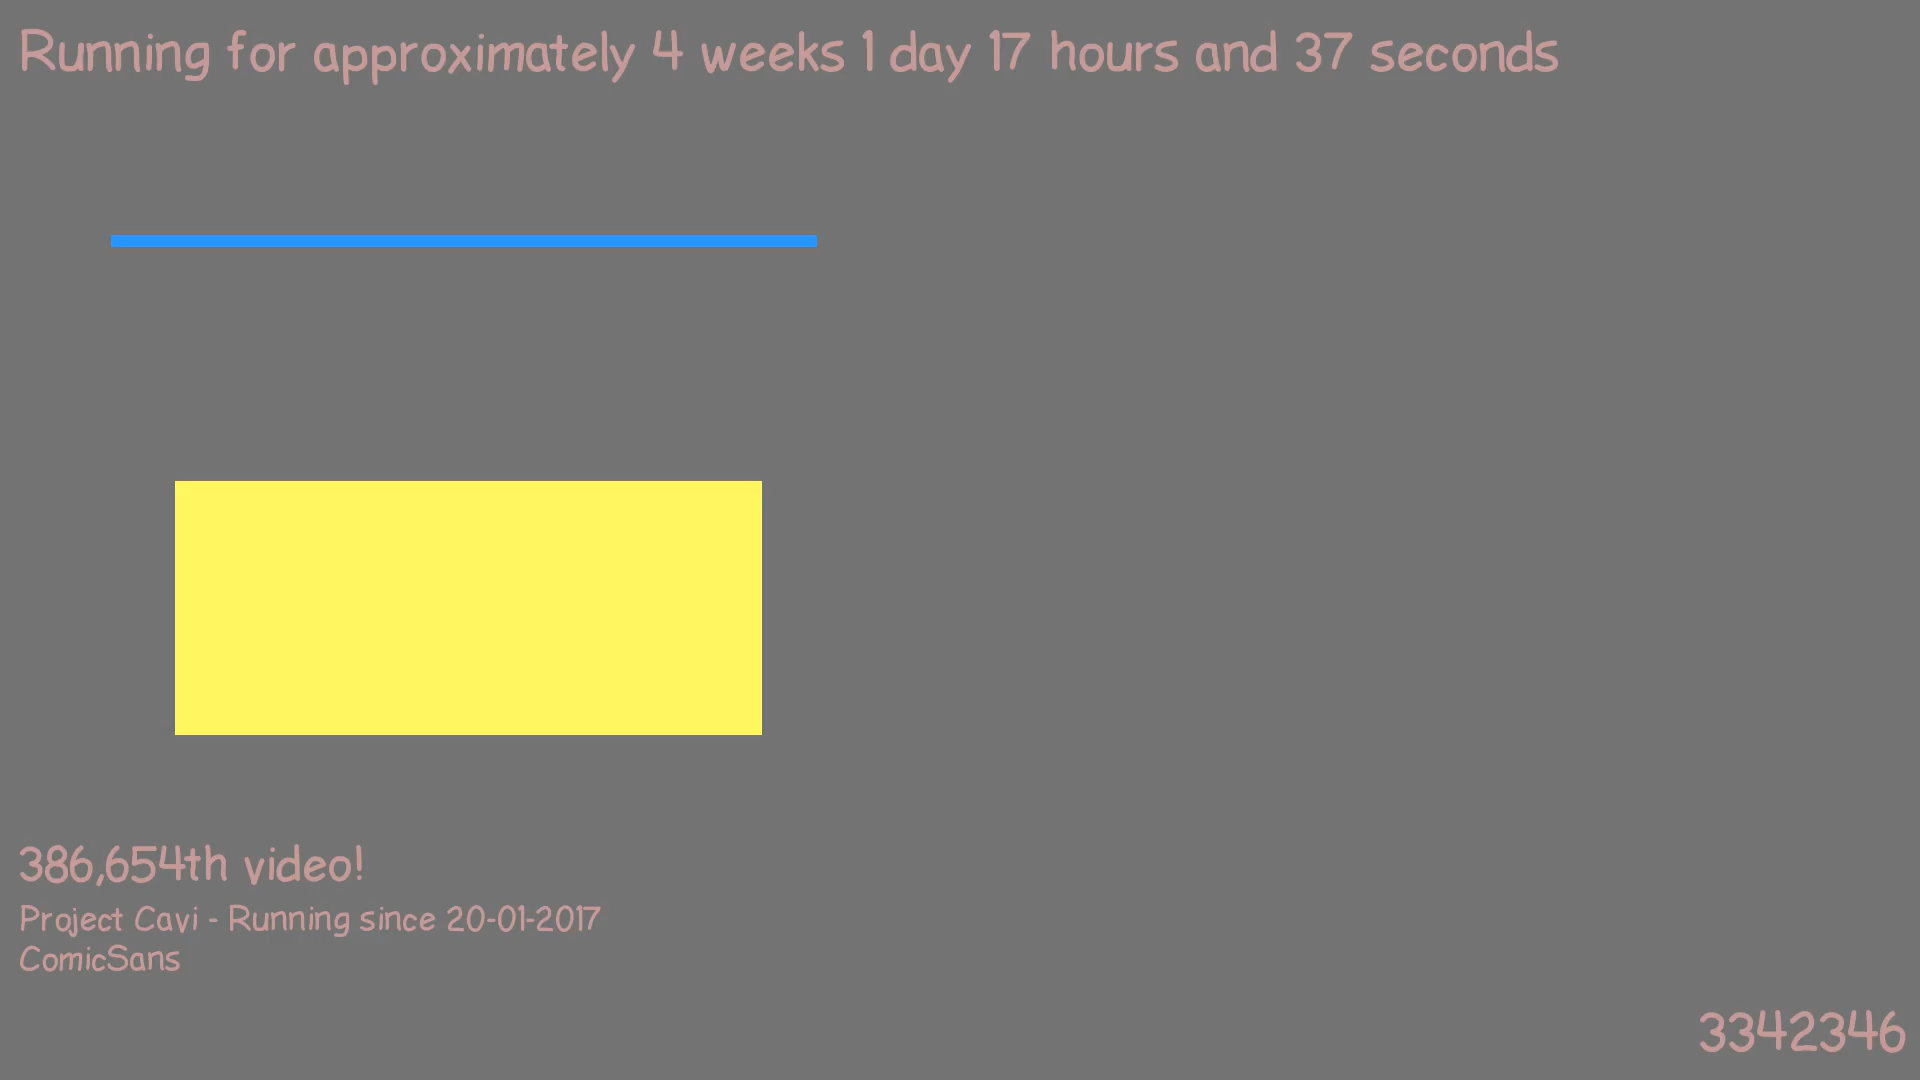 Running for approximately 4 weeks 1 day 17 hours and 37 seconds
386,654th video!
Project Cavi - Running since 20-01-2017
ComicSans
3342346